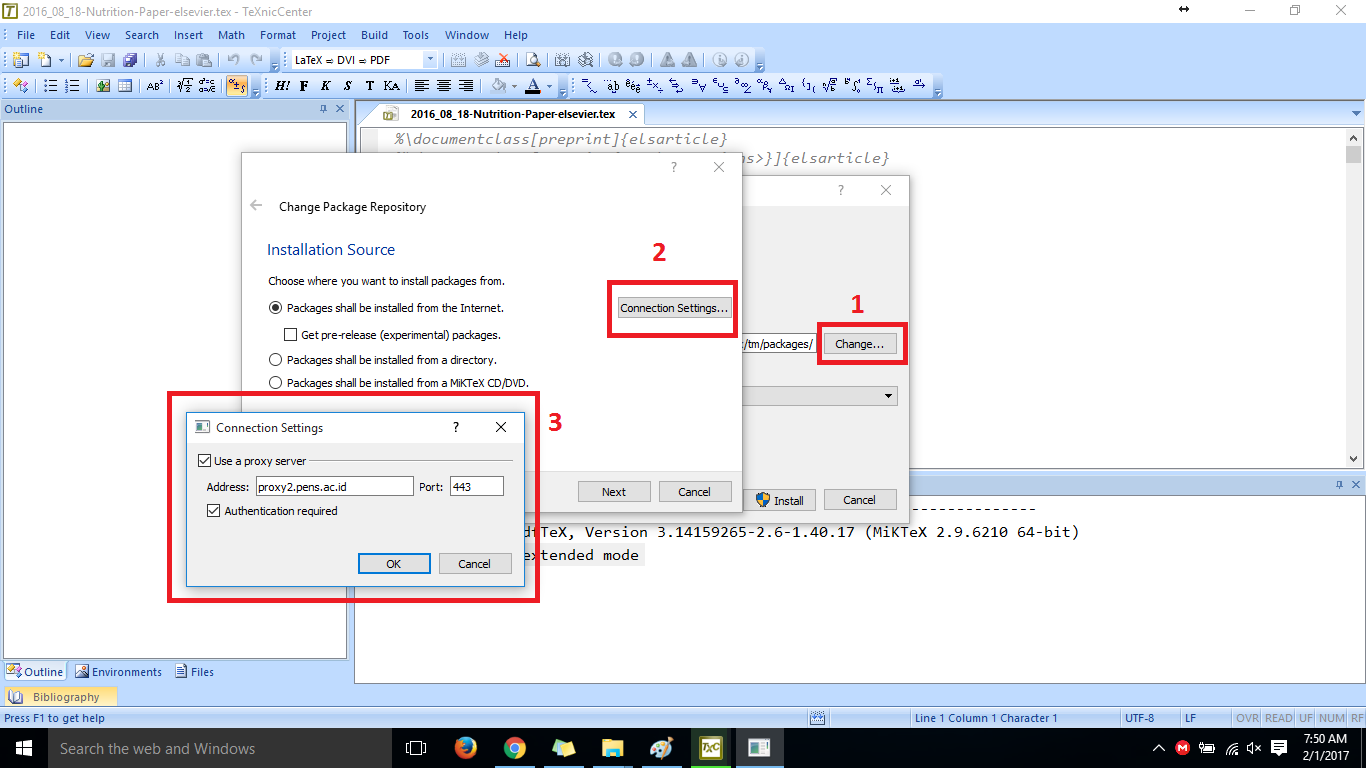 2016_08_18-Nutrition-Paper-elsevier.tex - TeXnicCenter
File Edit View Search Insert Math Format Project Build Tools Window Help
LaTeX ⇨ DVI ⇨ PDF
H! F K S T KA
Outline
2016_08_18-Nutrition-Paper-elsevier.tex
%\documentclass[preprint]{elsarticle}
ns>}]{elsarticle}
Change Package Repository
Installation Source
2
Choose where you want to install packages from.
Packages shall be installed from the Internet.
Connection Settings...
1
Get pre-release (experimental) packages.
:/tm/packages/
Change...
Packages shall be installed from a directory.
Packages shall be installed from a MiKTeX CD/DVD.
3
Connection Settings
Use a proxy server
Address: proxy2.pens.ac.id Port: 443
Authentication required
OK Cancel
Next Cancel
Install Cancel
dfTeX, Version 3.14159265-2.6-1.40.17 (MiKTeX 2.9.6210 64-bit)
extended mode
Outline Environments Files
Bibliography
Press F1 to get help
Line 1 Column 1 Character 1 UTF-8 LF OVR READ UF NUM RF
Search the web and Windows
TXC
7:50 AM
2/1/2017